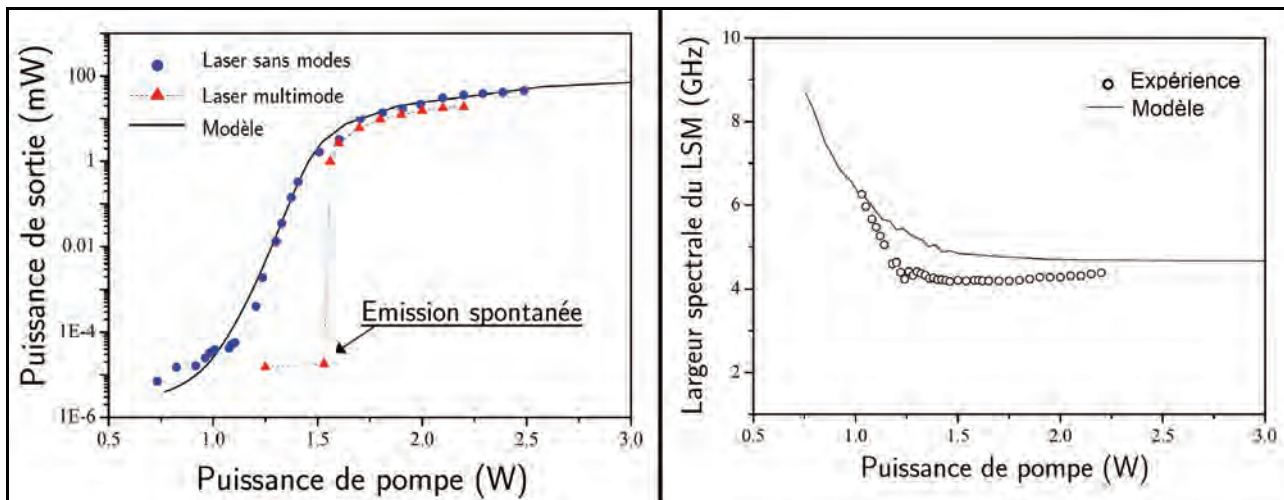 Puissance de sortie (mW)
100
1
0.01
1E-4
1E-6
Laser sans modes
Laser multimode
Modèle
Emission spontanée
0.5 1.0 1.5 2.0 2.5 3.0
Puissance de pompe (W)
Largeur spectrale du LSM (GHz)
10
8
6
4
2
Expérience
Modèle
0.5 1.0 1.5 2.0 2.5 3.0
Puissance de pompe (W)